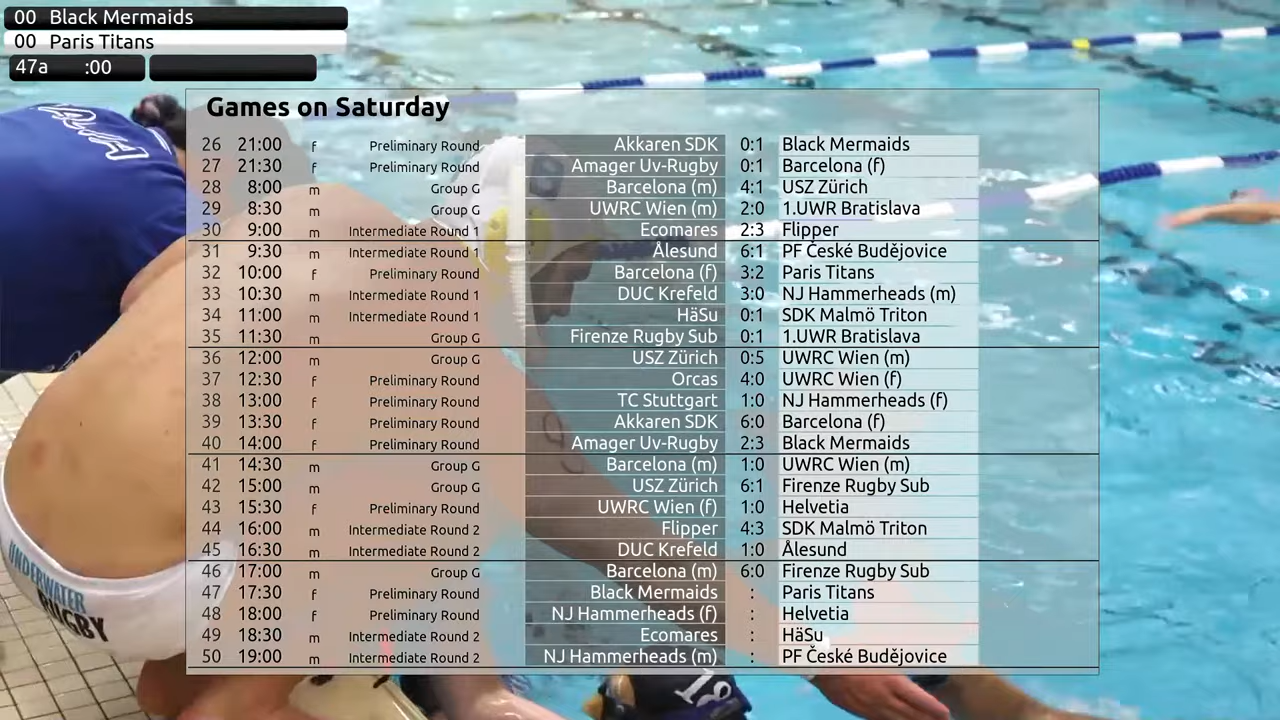 00 Black Mermaids
00 Paris Titans
47a :00
Games on Saturday
26 21:00 f Preliminary Round Akkaren SDK 0:1 Black Mermaids
27 21:30 f Preliminary Round Amager Uv-Rugby 0:1 Barcelona (f)
28 8:00 m Group G Barcelona (m) 4:1 USZ Zürich
29 8:30 m Group G UWRC Wien (m) 2:0 1.UWR Bratislava
30 9:00 m Intermediate Round 1 Ecomares 2:3 Flipper
31 9:30 m Intermediate Round 1 Ålesund 6:1 PF České Budějovice
32 10:00 f Preliminary Round Barcelona (f) 3:2 Paris Titans
33 10:30 m Intermediate Round 1 DUC Krefeld 3:0 NJ Hammerheads (m)
34 11:00 m Intermediate Round 1 HäSu 0:1 SDK Malmö Triton
35 11:30 m Group G Firenze Rugby Sub 0:1 1.UWR Bratislava
36 12:00 m Group G USZ Zürich 0:5 UWRC Wien (m)
37 12:30 f Preliminary Round Orcas 4:0 UWRC Wien (f)
38 13:00 f Preliminary Round TC Stuttgart 1:0 NJ Hammerheads (f)
39 13:30 f Preliminary Round Akkaren SDK 6:0 Barcelona (f)
40 14:00 f Preliminary Round Amager Uv-Rugby 2:3 Black Mermaids
41 14:30 m Group G Barcelona (m) 1:0 UWRC Wien (m)
42 15:00 m Group G USZ Zürich 6:1 Firenze Rugby Sub
43 15:30 f Preliminary Round UWRC Wien (f) 1:0 Helvetia
44 16:00 m Intermediate Round 2 Flipper 4:3 SDK Malmö Triton
45 16:30 m Intermediate Round 2 DUC Krefeld 1:0 Ålesund
46 17:00 m Group G Barcelona (m) 6:0 Firenze Rugby Sub
47 17:30 f Preliminary Round Black Mermaids : Paris Titans
48 18:00 f Preliminary Round NJ Hammerheads (f) : Helvetia
49 18:30 m Intermediate Round 2 Ecomares : HäSu
50 19:00 m Intermediate Round 2 NJ Hammerheads (m) : PF České Budějovice
UNDERWATER
RUGBY
18